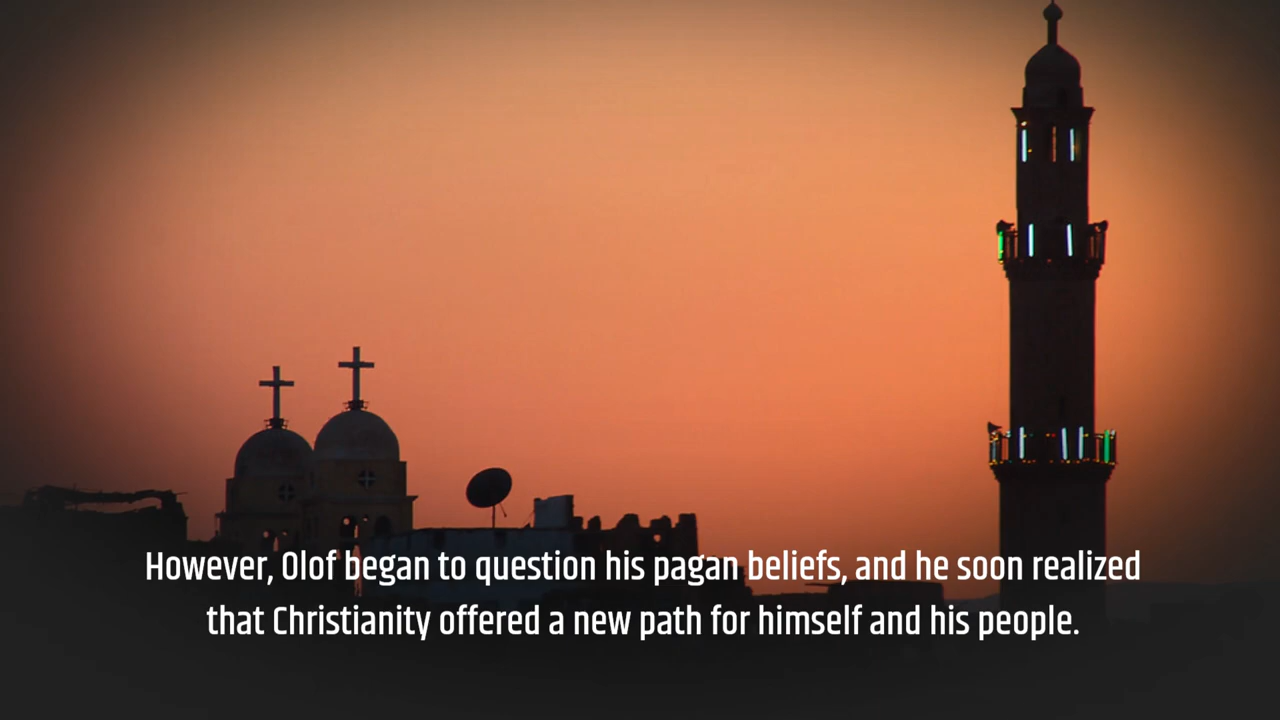 However, Olof began to question his pagan beliefs, and he soon realized
that Christianity offered a new path for himself and his people.